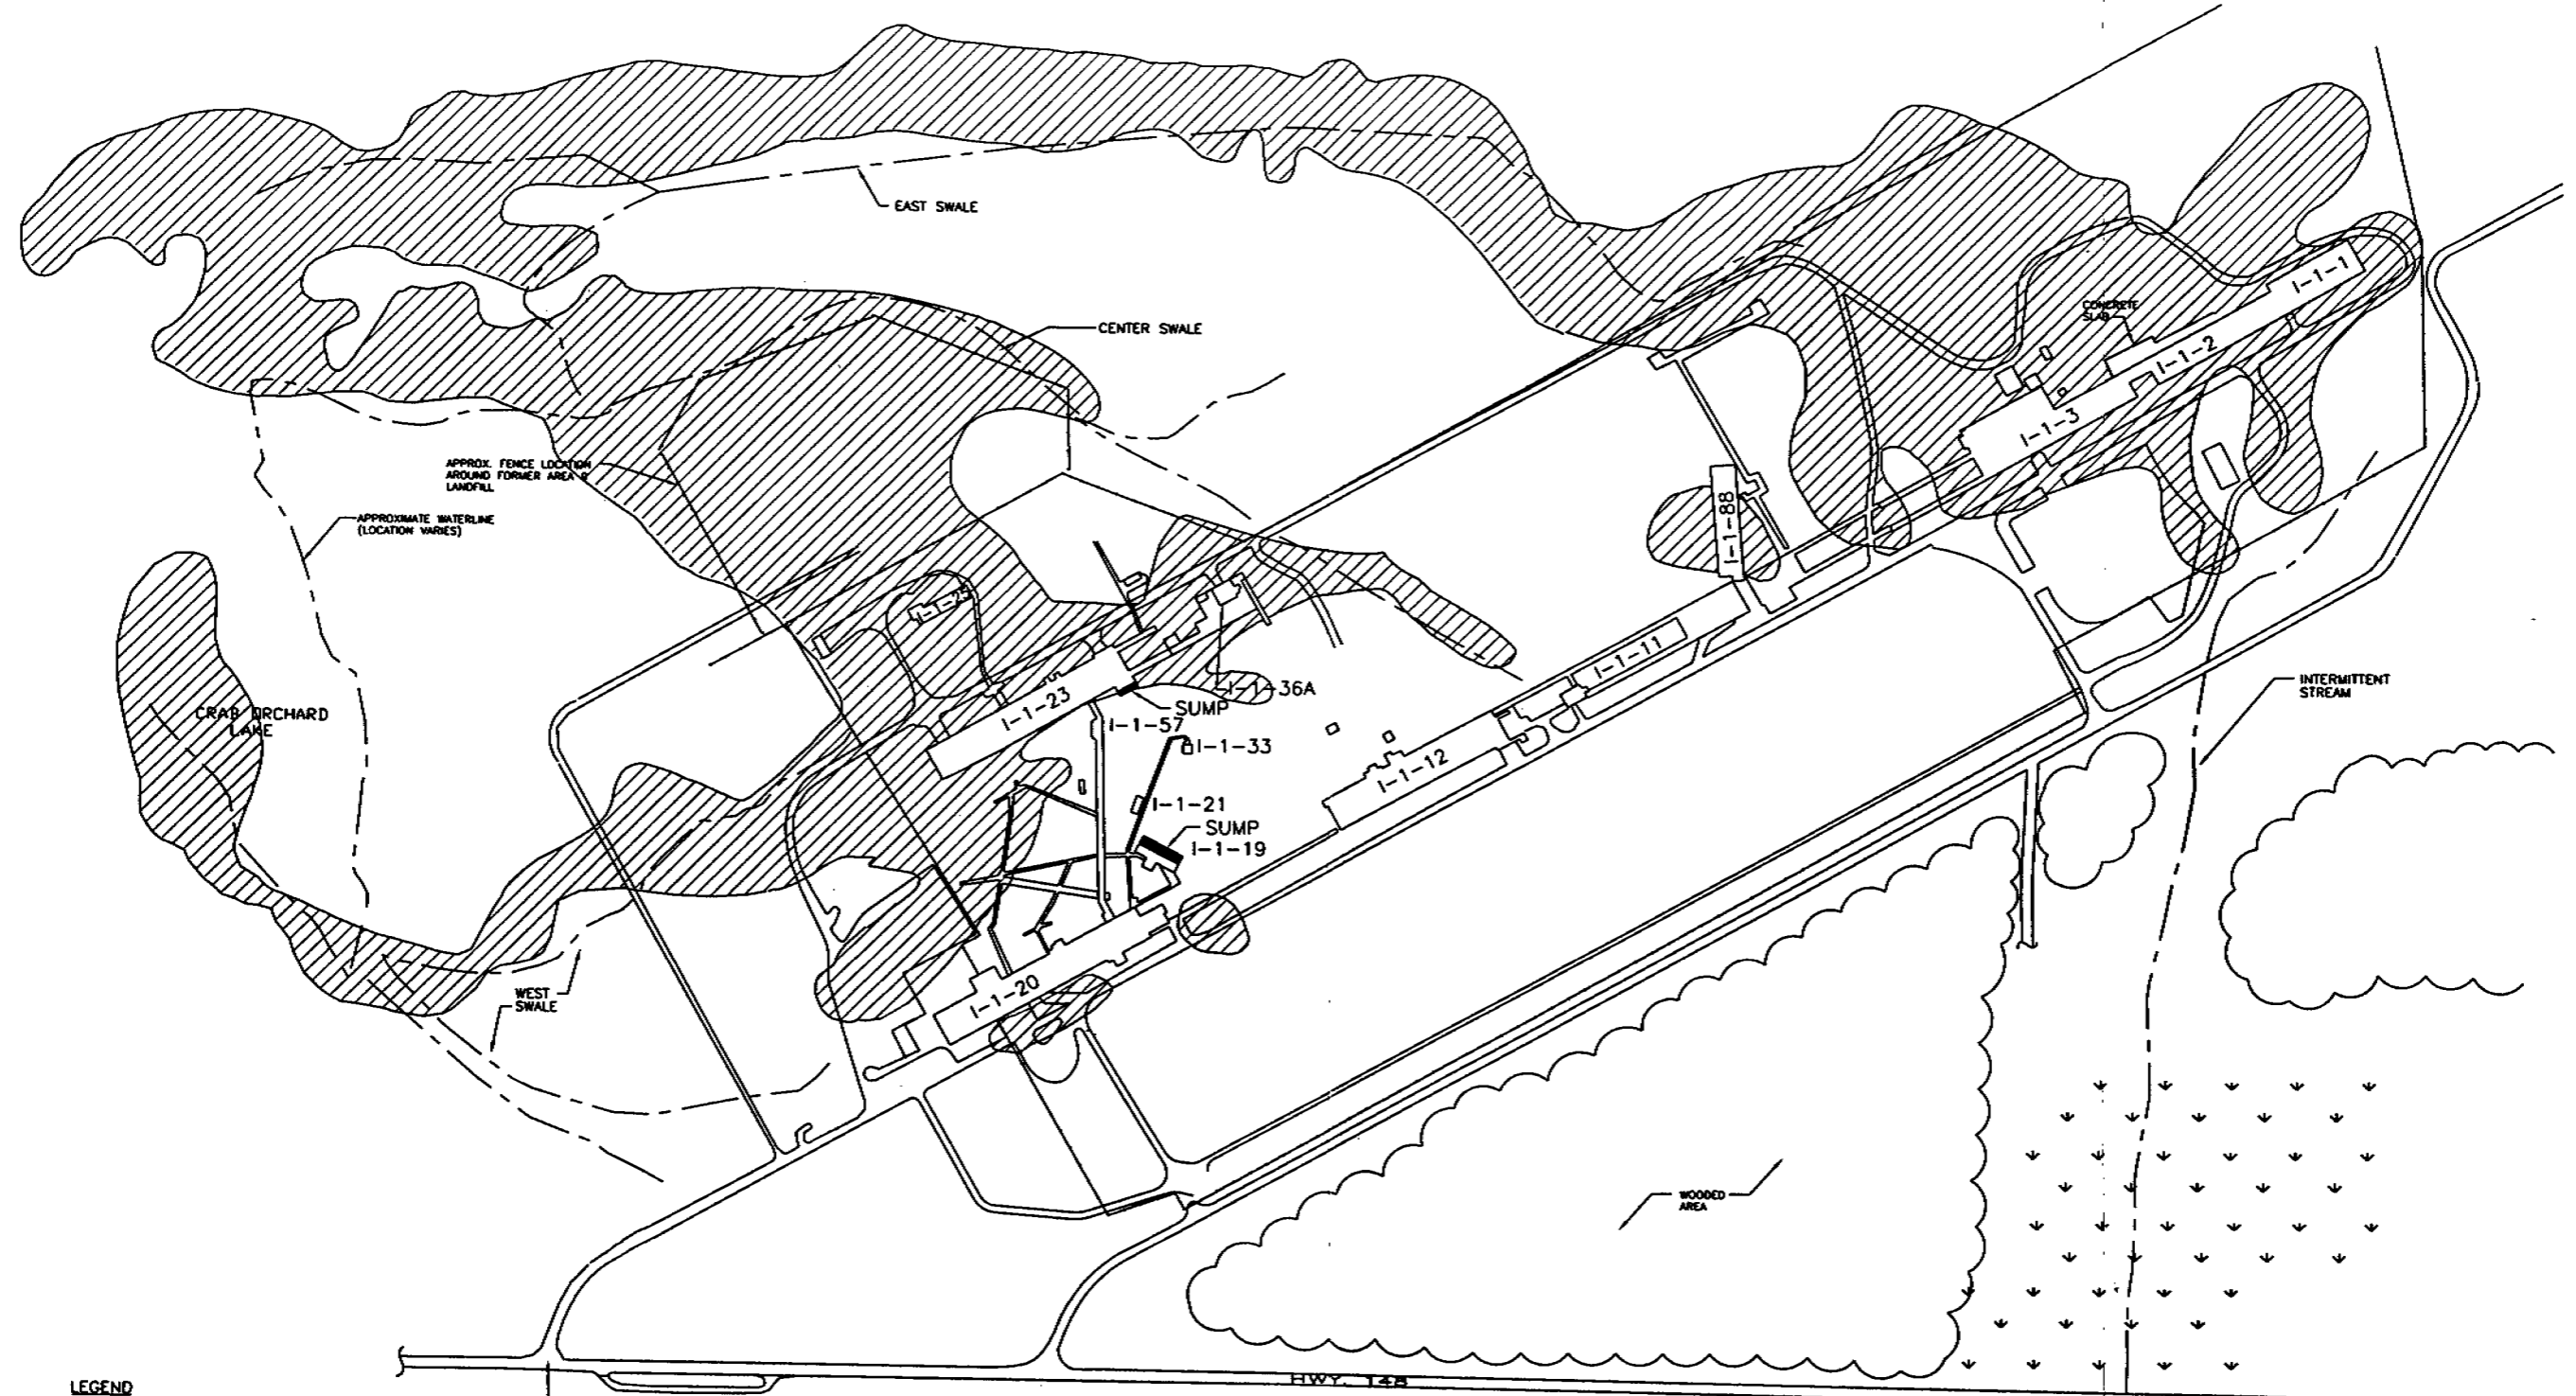 EAST SWALE
CENTER SWALE
I-1-1
CONCRETE
SLAB
I-1-2
I-1-3
APPROX. FENCE LOCATION
AROUND FORMER AREA 9
LANDFILL
APPROXIMATE WATERLINE
(LOCATION VARIES)
I-1-88
I-1-25
I-1-11
I-1-36A
I-1-23
SUMP
INTERMITTENT
STREAM
CRAB ORCHARD
LAKE
I-1-57
I-1-33
I-1-12
I-1-21
SUMP
I-1-19
I-1-20
WEST
SWALE
WOODED
AREA
HWY. 148
LEGEND